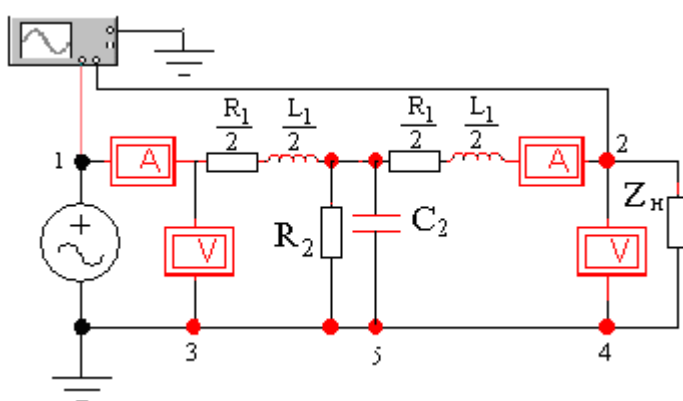 R₁/2 L₁/2 R₁/2 L₁/2
1 A A 2
+ V R₂ C₂ V Zн
3 5 4